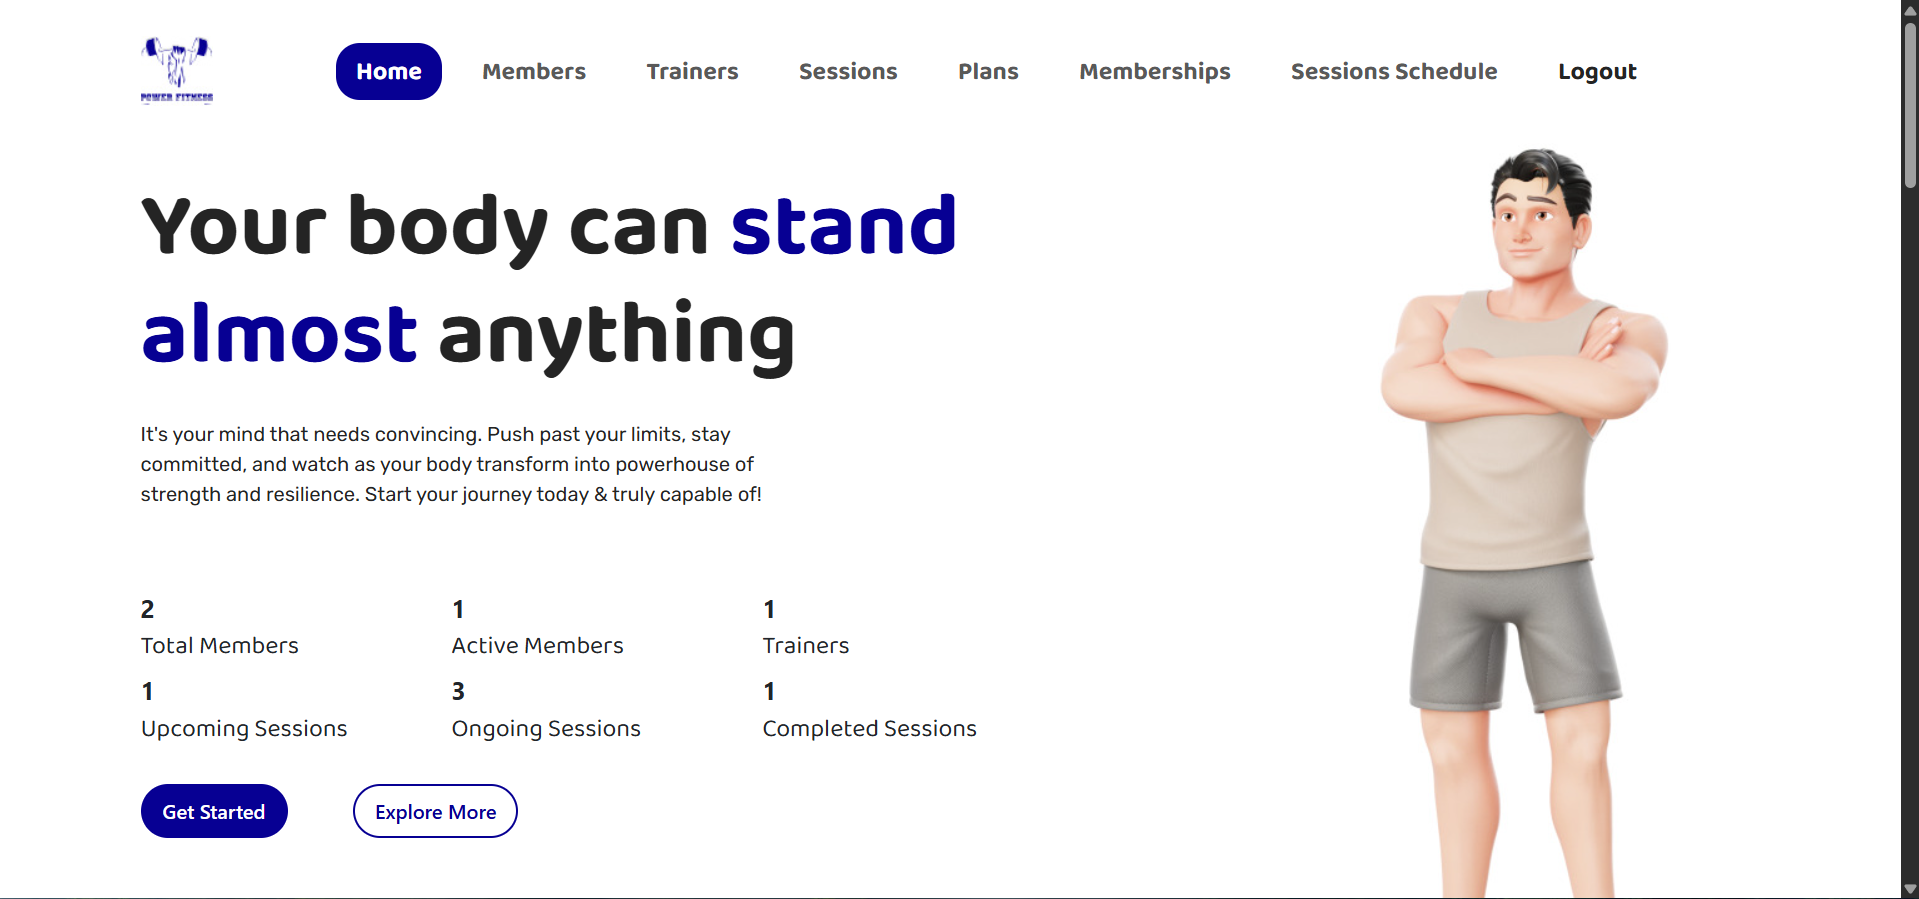 POWER FITNESS
Home Members Trainers Sessions Plans Memberships Sessions Schedule Logout
Your body can stand
almost anything
It's your mind that needs convincing. Push past your limits, stay
committed, and watch as your body transform into powerhouse of
strength and resilience. Start your journey today & truly capable of!
2 1 1
Total Members Active Members Trainers
1 3 1
Upcoming Sessions Ongoing Sessions Completed Sessions
Get Started Explore More